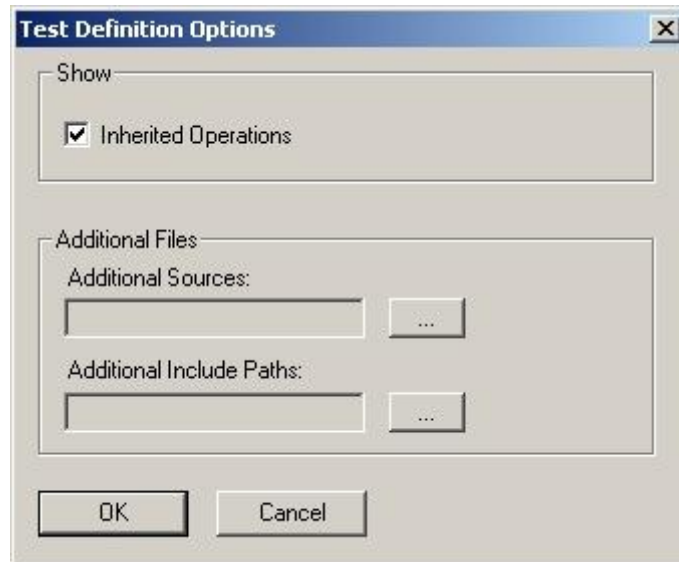 Test Definition Options
Show
Inherited Operations
Additional Files
Additional Sources:
...
Additional Include Paths:
...
OK Cancel